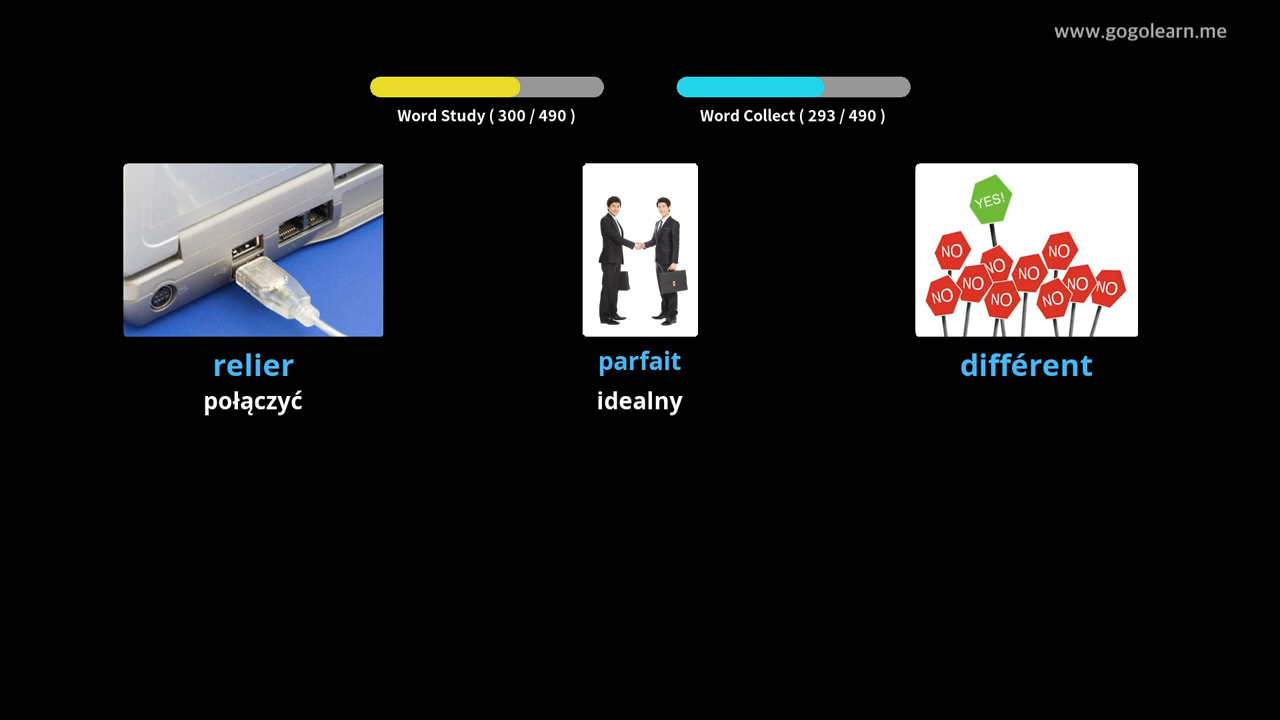 www.gogolearn.me
Word Study ( 300 / 490 )
Word Collect ( 293 / 490 )
YES!
NO
NO
NO
NO
NO
NO
NO
NO
NO
NO
relier
połączyć
parfait
idealny
différent